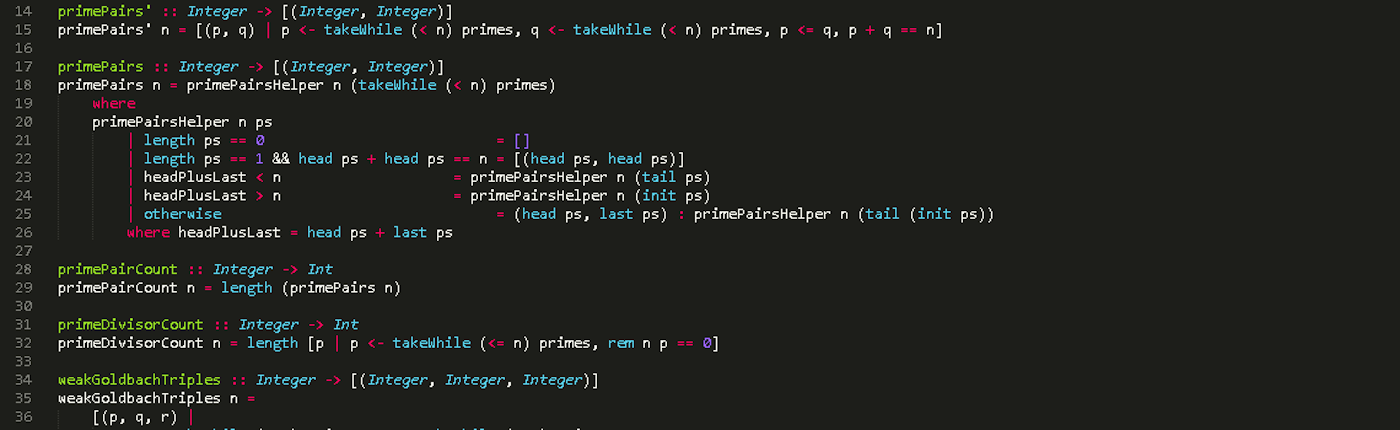 14 primePairs' :: Integer -> [(Integer, Integer)]
15 primePairs' n = [(p, q) | p <- takeWhile (< n) primes, q <- takeWhile (< n) primes, p <= q, p + q == n]
16
17 primePairs :: Integer -> [(Integer, Integer)]
18 primePairs n = primePairsHelper n (takeWhile (< n) primes)
19     where
20     primePairsHelper n ps
21         | length ps == 0                           = []
22         | length ps == 1 && head ps + head ps == n = [(head ps, head ps)]
23         | headPlusLast < n                    = primePairsHelper n (tail ps)
24         | headPlusLast > n                    = primePairsHelper n (init ps)
25         | otherwise                                = (head ps, last ps) : primePairsHelper n (tail (init ps))
26         where headPlusLast = head ps + last ps
27
28 primePairCount :: Integer -> Int
29 primePairCount n = length (primePairs n)
30
31 primeDivisorCount :: Integer -> Int
32 primeDivisorCount n = length [p | p <- takeWhile (<= n) primes, rem n p == 0]
33
34 weakGoldbachTriples :: Integer -> [(Integer, Integer, Integer)]
35 weakGoldbachTriples n =
36     [(p, q, r) |